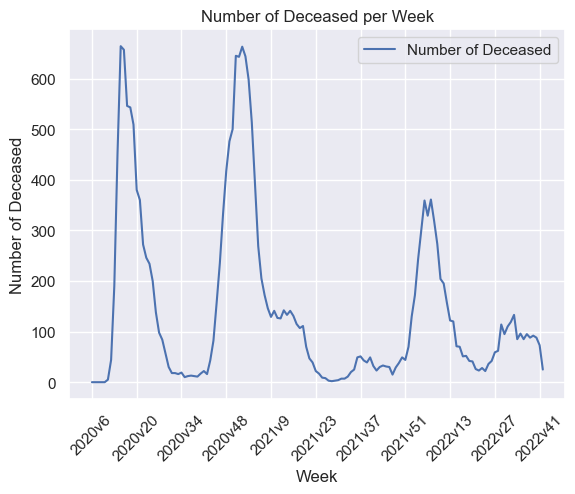 Number of Deceased per Week
Number of Deceased
Number of Deceased
600
500
400
300
200
100
0
2020v6
2020v20
2020v34
2020v48
2021v9
2021v23
2021v37
2021v51
2022v13
2022v27
2022v41
Week